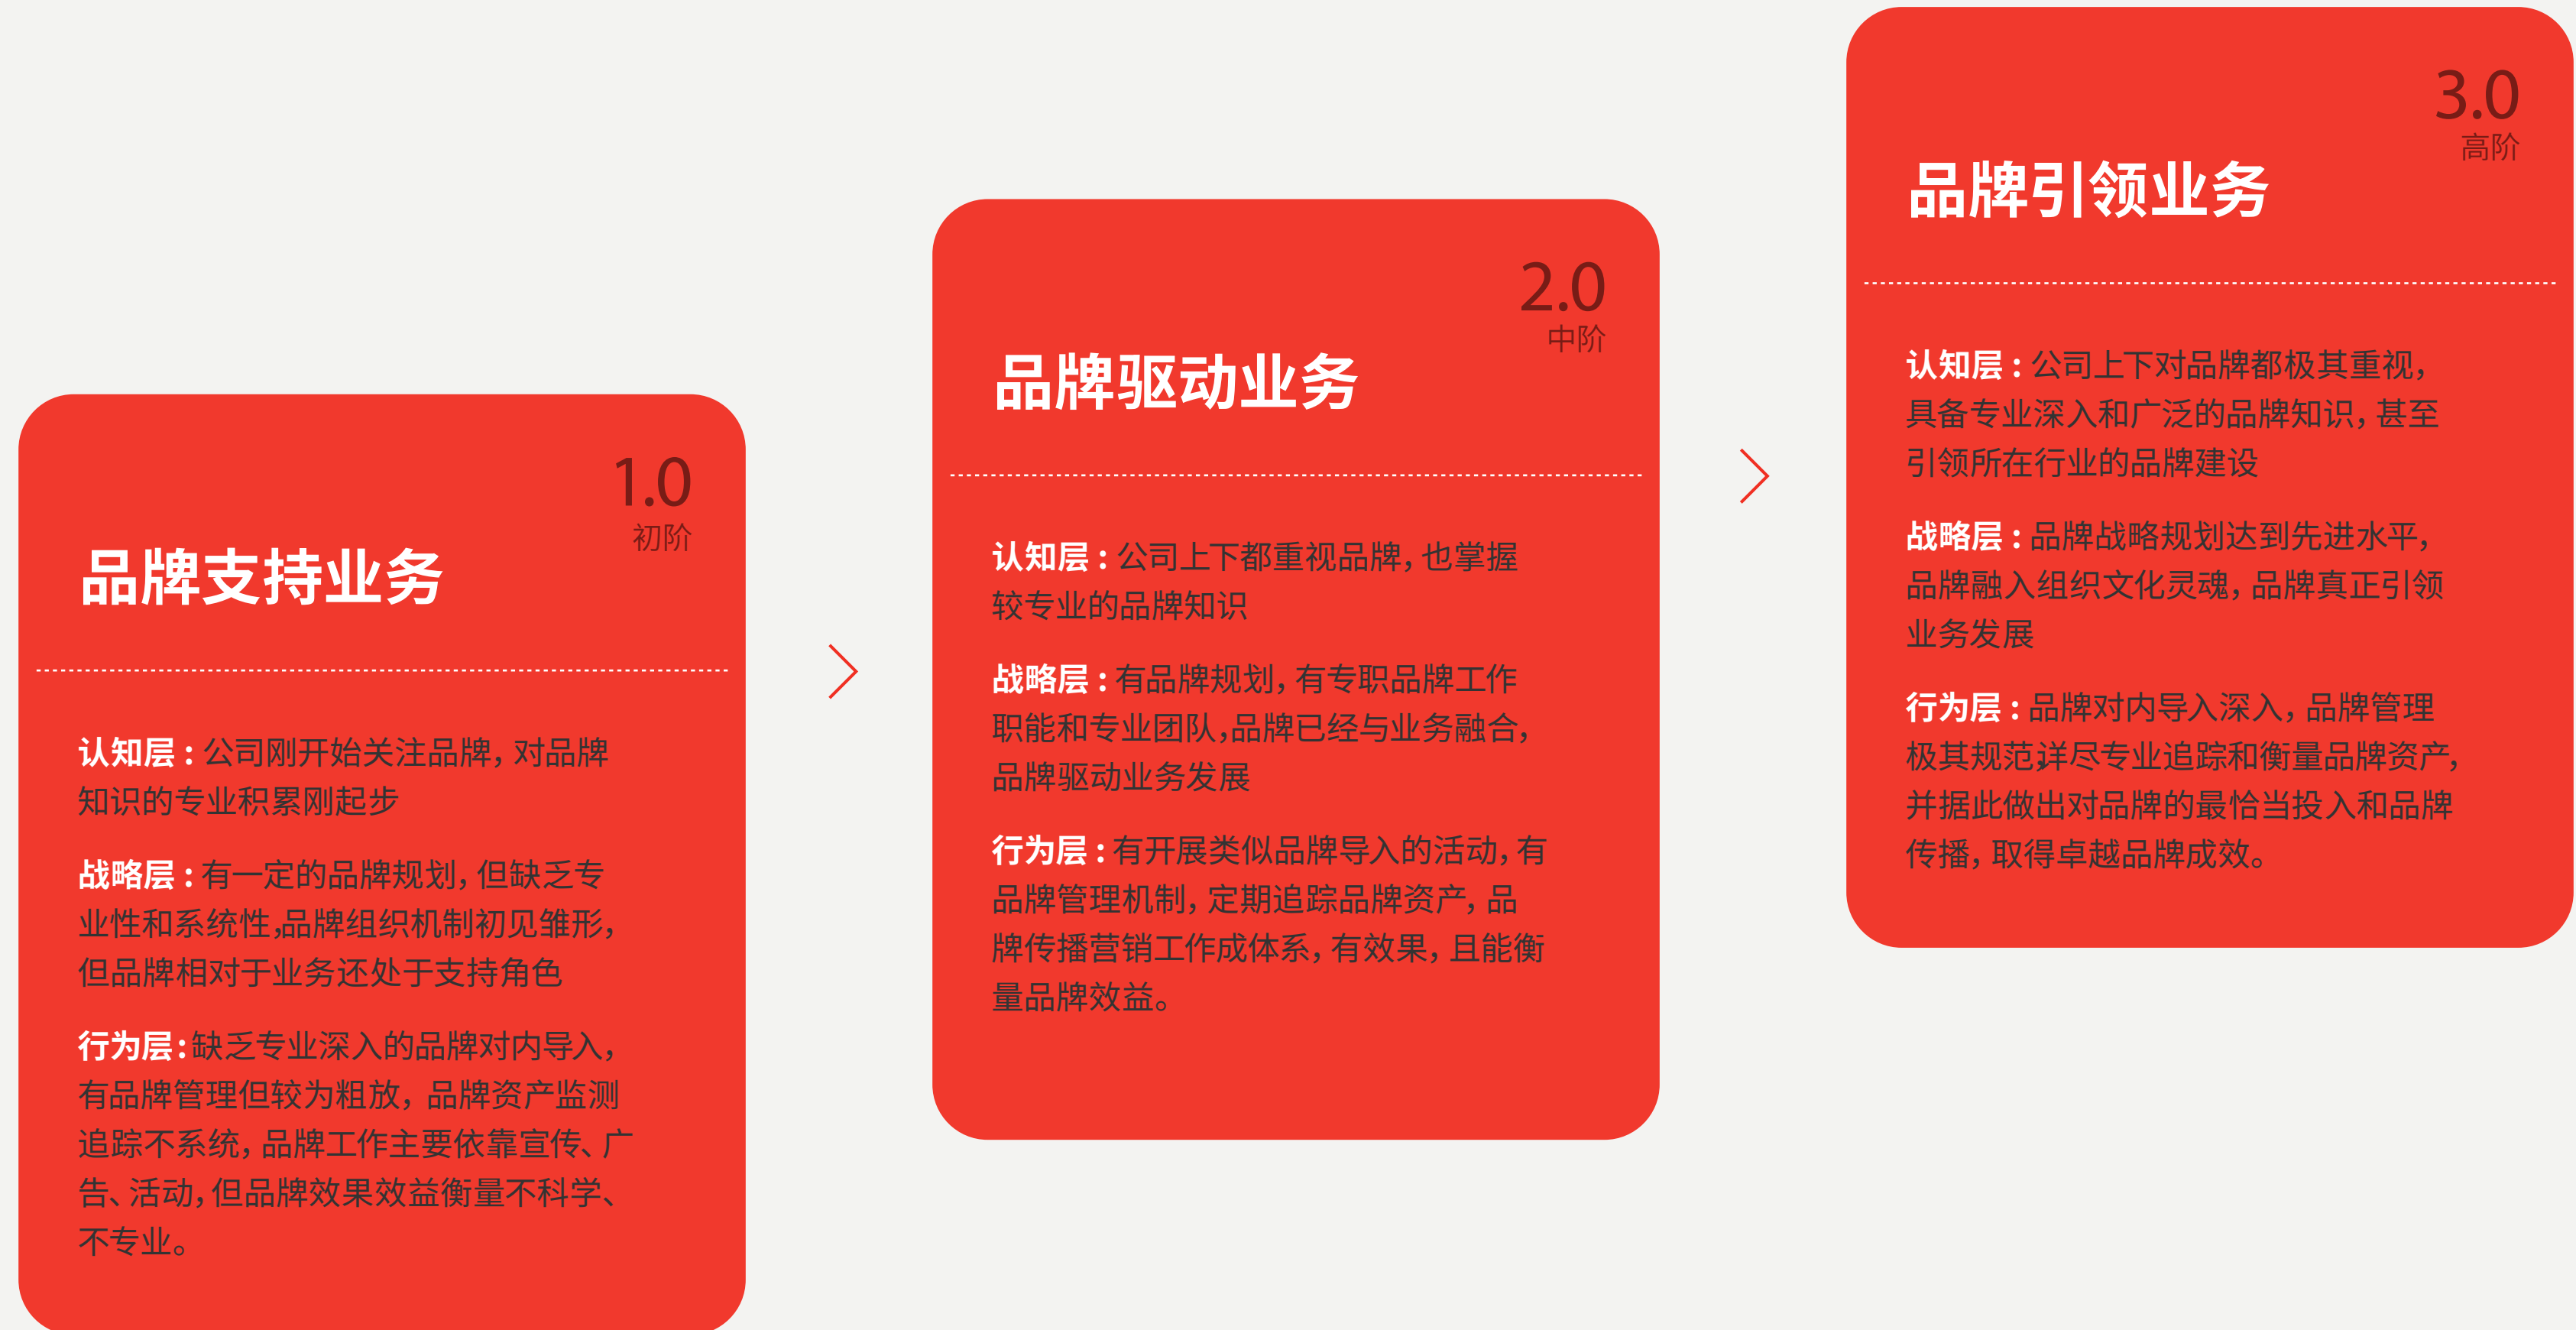 1.0
初阶
品牌支持业务
认知层：公司刚开始关注品牌，对品牌
知识的专业积累刚起步
战略层：有一定的品牌规划，但缺乏专
业性和系统性，品牌组织机制初见雏形，
但品牌相对于业务还处于支持角色
行为层：缺乏专业深入的品牌对内导入，
有品牌管理但较为粗放，品牌资产监测
追踪不系统，品牌工作主要依靠宣传、广
告、活动，但品牌效果效益衡量不科学、
不专业。
2.0
中阶
品牌驱动业务
认知层：公司上下都重视品牌，也掌握
较专业的品牌知识
战略层：有品牌规划，有专职品牌工作
职能和专业团队，品牌已经与业务融合，
品牌驱动业务发展
行为层：有开展类似品牌导入的活动，有
品牌管理机制，定期追踪品牌资产，品
牌传播营销工作成体系，有效果，且能衡
量品牌效益。
3.0
高阶
品牌引领业务
认知层：公司上下对品牌都极其重视，
具备专业深入和广泛的品牌知识，甚至
引领所在行业的品牌建设
战略层：品牌战略规划达到先进水平，
品牌融入组织文化灵魂，品牌真正引领
业务发展
行为层：品牌对内导入深入，品牌管理
极其规范，详尽专业追踪和衡量品牌资产，
并据此做出对品牌的最恰当投入和品牌
传播，取得卓越品牌成效。